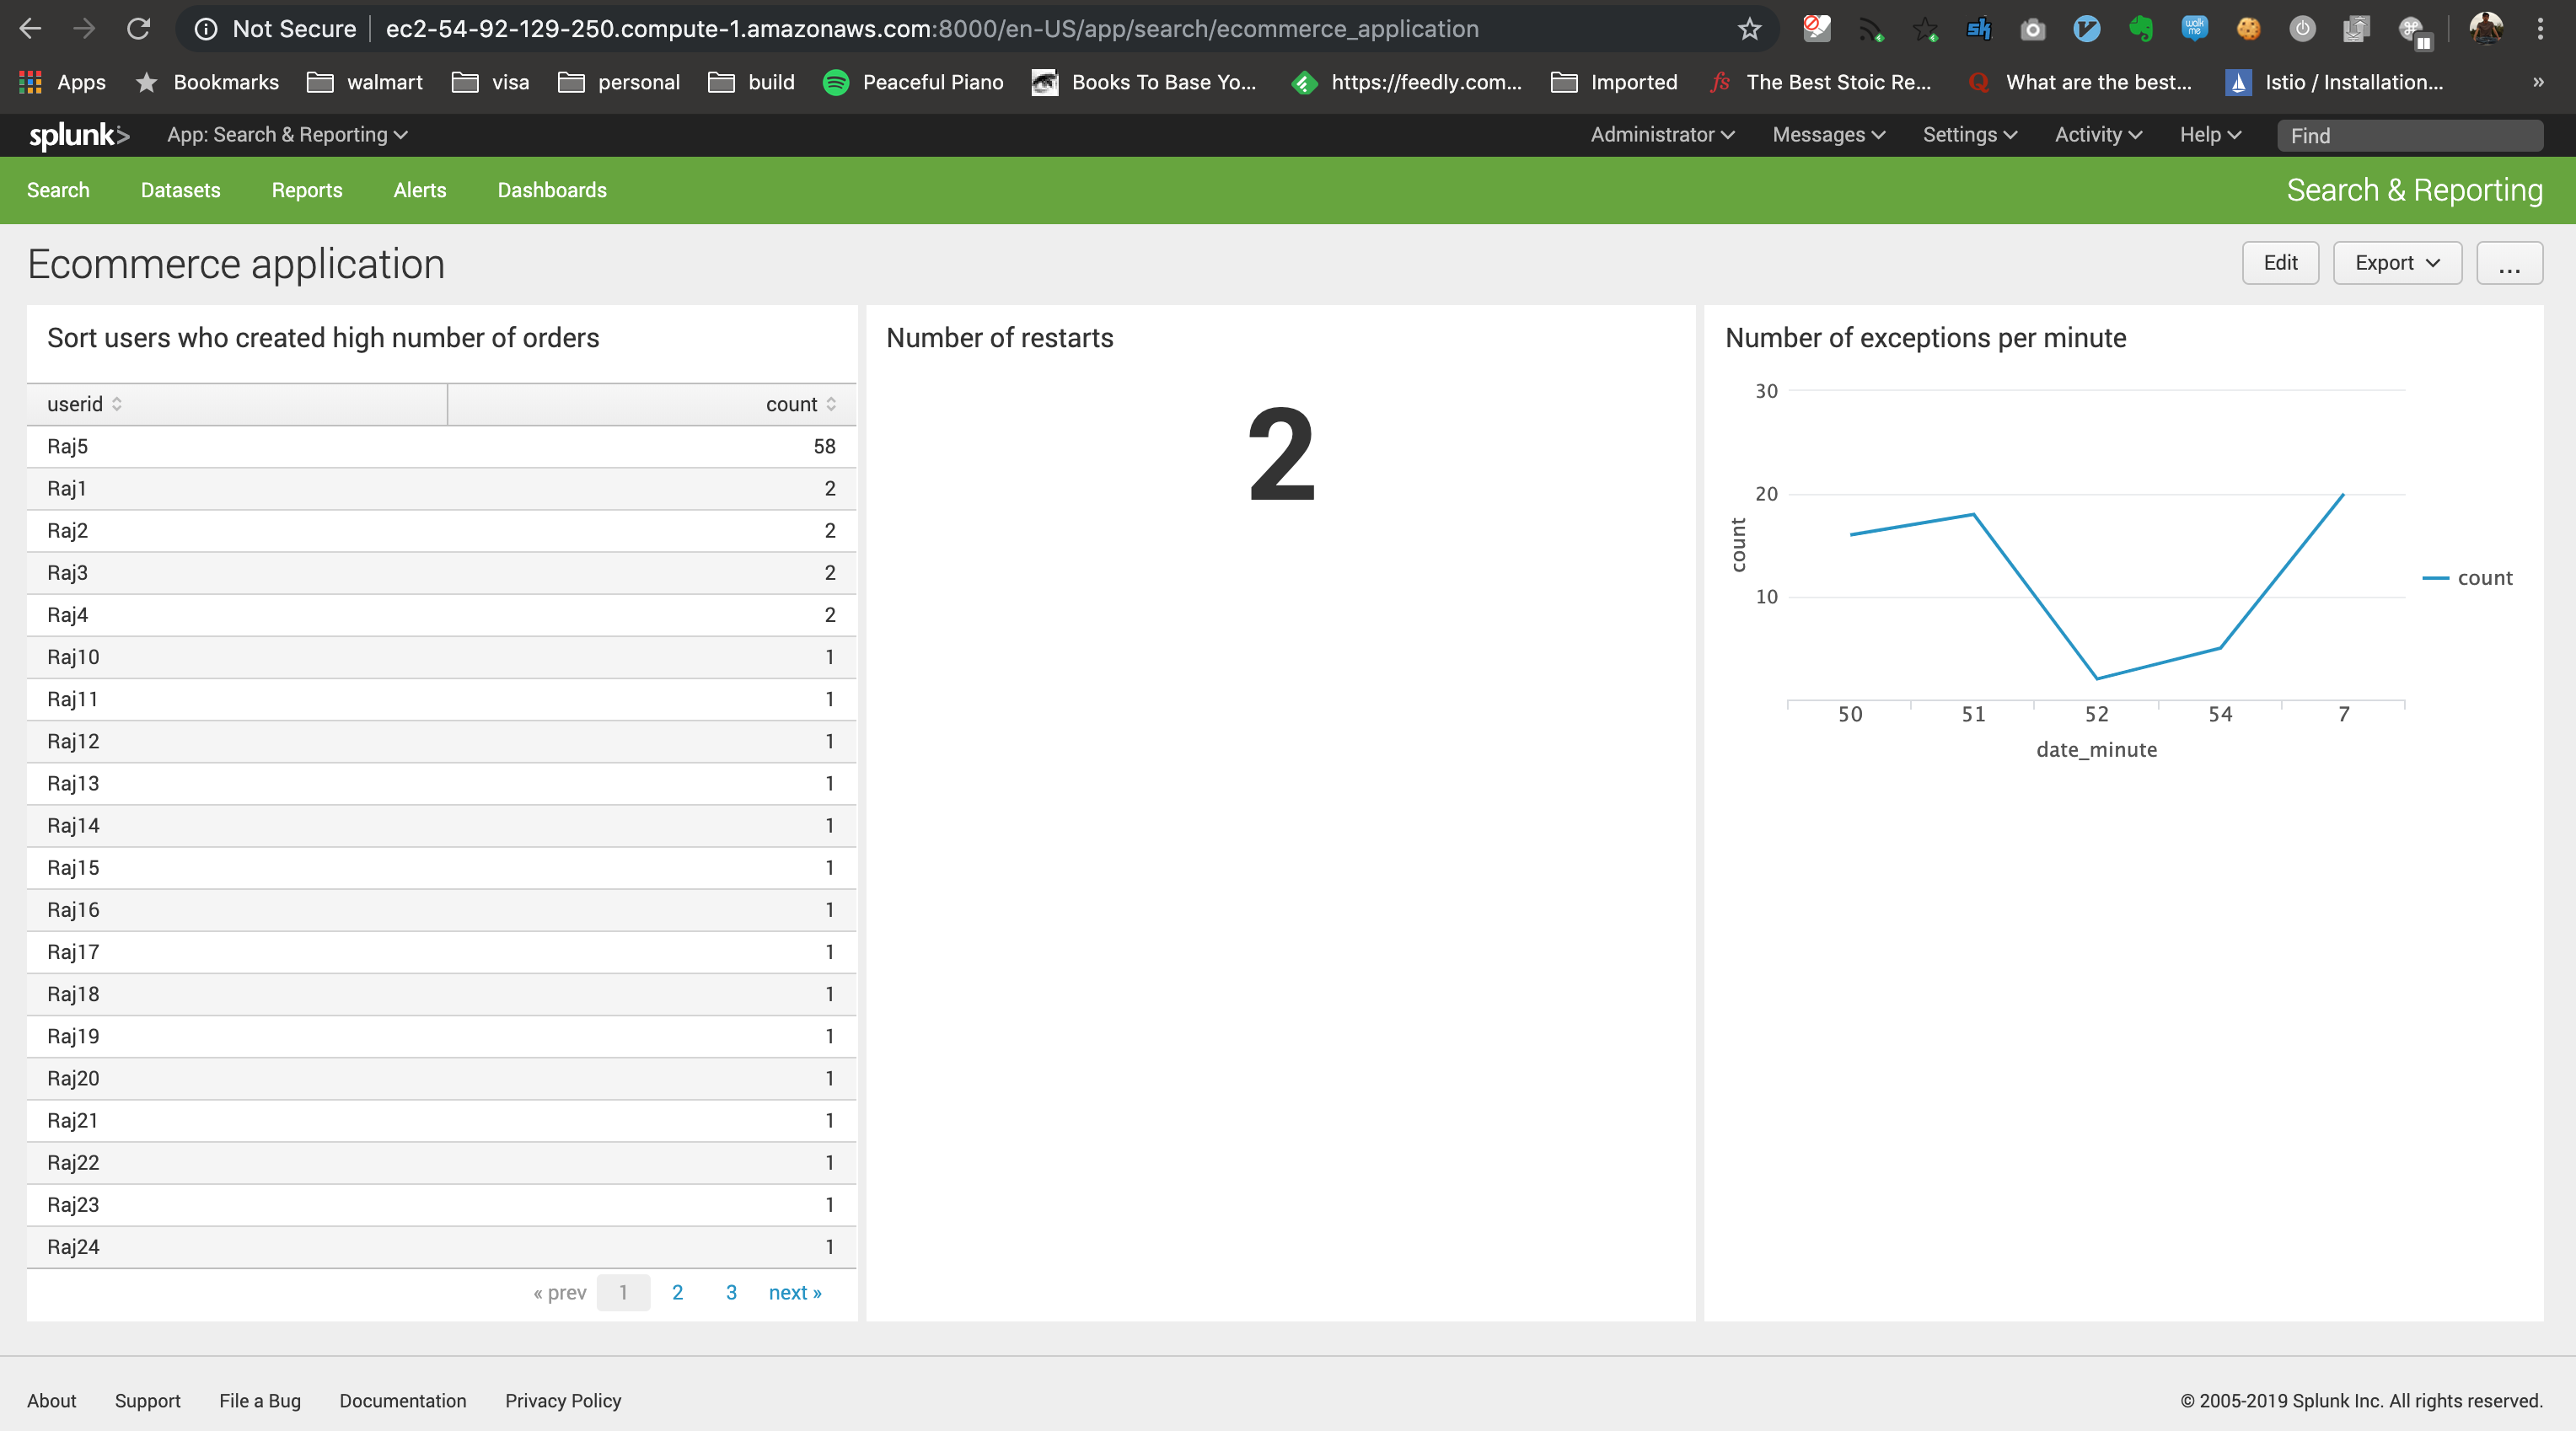 Not Secure | ec2-54-92-129-250.compute-1.amazonaws.com:8000/en-US/app/search/ecommerce_application
Apps Bookmarks walmart visa personal build Peaceful Piano Books To Base Yo... https://feedly.com... Imported The Best Stoic Re... What are the best... Istio / Installation... »
splunk> App: Search & Reporting Administrator Messages Settings Activity Help Find
Search Datasets Reports Alerts Dashboards Search & Reporting
Ecommerce application
Edit Export ...
Sort users who created high number of orders
userid count
Raj5 58
Raj1 2
Raj2 2
Raj3 2
Raj4 2
Raj10 1
Raj11 1
Raj12 1
Raj13 1
Raj14 1
Raj15 1
Raj16 1
Raj17 1
Raj18 1
Raj19 1
Raj20 1
Raj21 1
Raj22 1
Raj23 1
Raj24 1
« prev 1 2 3 next »
Number of restarts
2
Number of exceptions per minute
30
20
10
count
50 51 52 54 7
date_minute
count
About Support File a Bug Documentation Privacy Policy
© 2005-2019 Splunk Inc. All rights reserved.